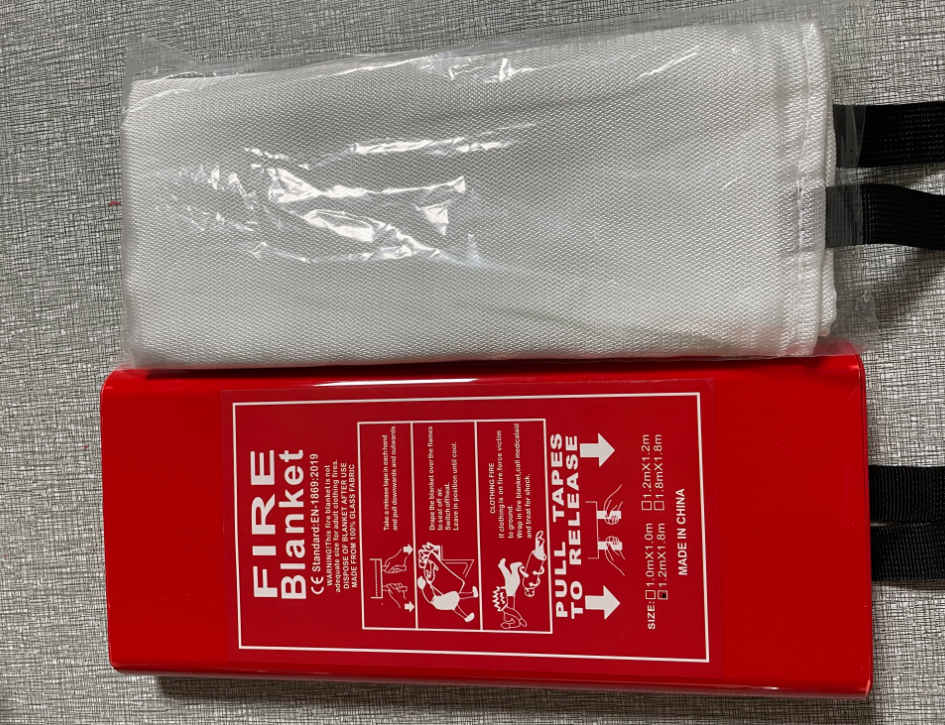 FIRE
Blanket
CE Standard:EN-1869:2019
WARNING!This fire blanket is not
adequate size for adult clothing fires.
DISPOSE OF BLANKET AFTER USE
MADE FROM 100% GLASS FABRIC
Take a release tape in each hand
and pull downwards and outwards.
Drape the blanket over the flames
to seal off air.
Switch off heat.
Leave in position until cool.
CLOTHING FIRE
If clothing is on fire, force victim
to ground.
Wrap in fire blanket, call medical aid
and treat for shock.
PULL TAPES
TO RELEASE
SIZE: □1.0mX1.0m □1.2mX1.2m
■1.2mX1.8m □1.8mX1.8m
MADE IN CHINA